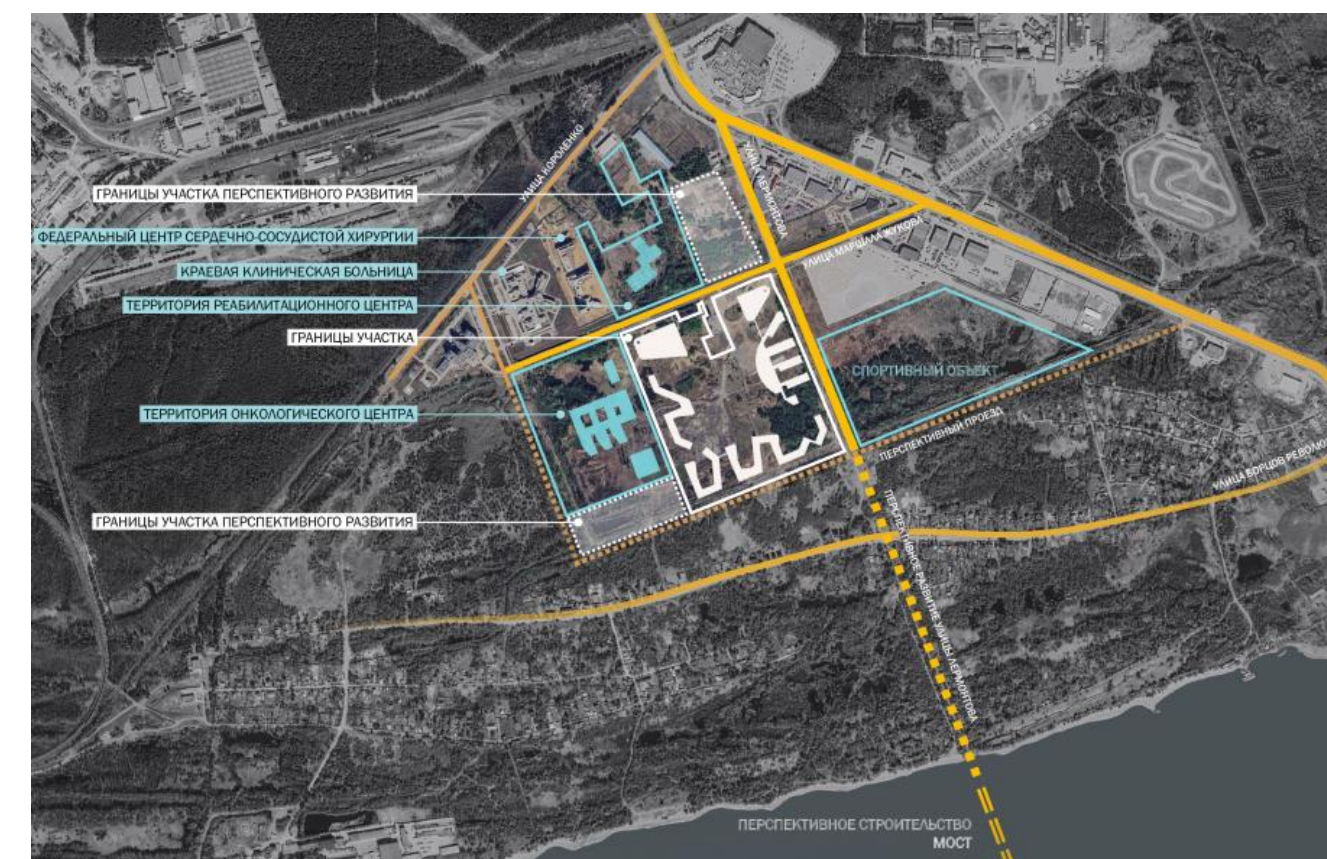 УЛИЦА КОРОЛЕНКО
УЛИЦА ЛЕРМОНТОВА
ГРАНИЦЫ УЧАСТКА ПЕРСПЕКТИВНОГО РАЗВИТИЯ
УЛИЦА МАРШАЛА ЖУКОВА
ФЕДЕРАЛЬНЫЙ ЦЕНТР СЕРДЕЧНО-СОСУДИСТОЙ ХИРУРГИИ
КРАЕВАЯ КЛИНИЧЕСКАЯ БОЛЬНИЦА
ТЕРРИТОРИЯ РЕАБИЛИТАЦИОННОГО ЦЕНТРА
ГРАНИЦЫ УЧАСТКА
СПОРТИВНЫЙ ОБЪЕКТ
ТЕРРИТОРИЯ ОНКОЛОГИЧЕСКОГО ЦЕНТРА
ПЕРСПЕКТИВНЫЙ ПРОЕЗД
УЛИЦА БОРЦОВ РЕВОЛЮ
ГРАНИЦЫ УЧАСТКА ПЕРСПЕКТИВНОГО РАЗВИТИЯ
ПЕРСПЕКТИВНОЕ РАЗВИТИЕ УЛИЦЫ ЛЕРМОНТОВА
ПЕРСПЕКТИВНОЕ СТРОИТЕЛЬСТВО
МОСТ